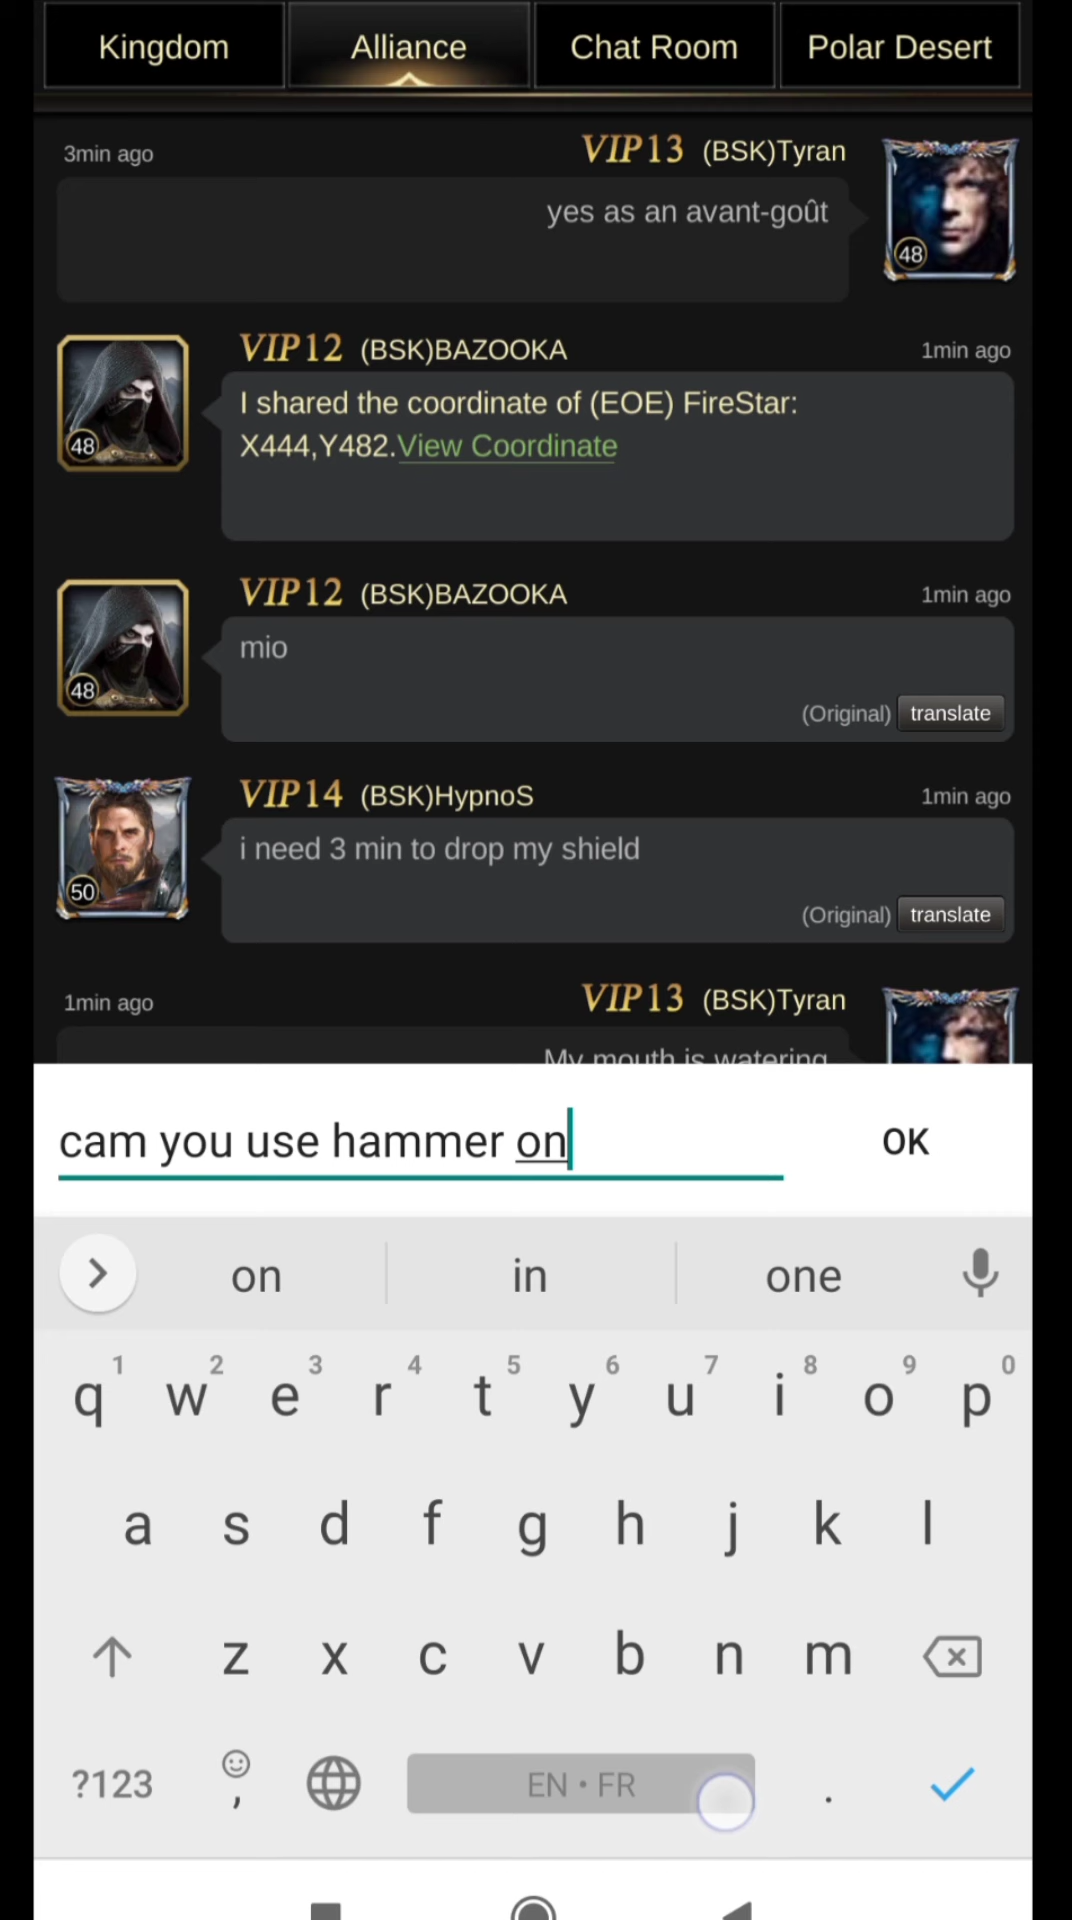 Kingdom Alliance Chat Room Polar Desert
3min ago VIP13 (BSK)Tyran
yes as an avant-goût
48
VIP12 (BSK)BAZOOKA 1min ago
I shared the coordinate of (EOE) FireStar:
X444,Y482.View Coordinate
48
VIP12 (BSK)BAZOOKA 1min ago
mio
48
(Original) translate
VIP14 (BSK)HypnoS 1min ago
i need 3 min to drop my shield
50
(Original) translate
1min ago VIP13 (BSK)Tyran
My mouth is watering
cam you use hammer on OK
on in one
1 2 3 4 5 6 7 8 9 0
q w e r t y u i o p
a s d f g h j k l
z x c v b n m
?123 , EN • FR .